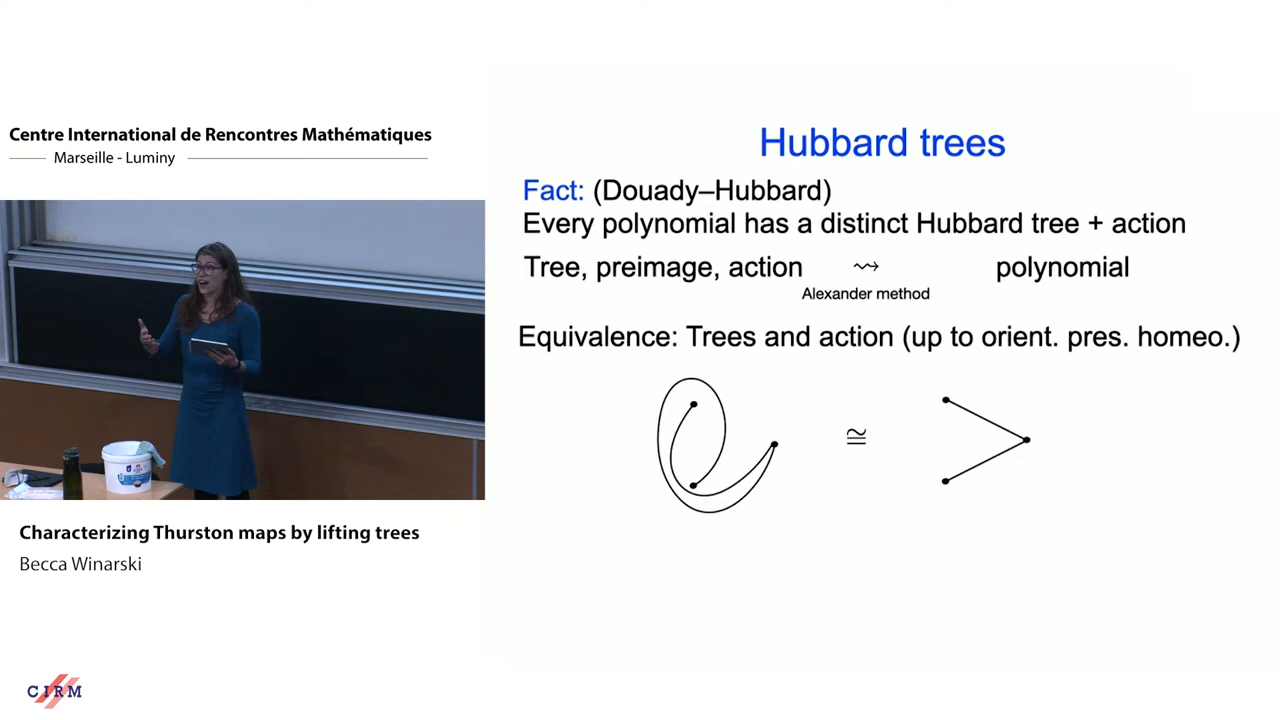 Centre International de Rencontres Mathématiques
Marseille - Luminy
Characterizing Thurston maps by lifting trees
Becca Winarski
CIRM
Hubbard trees
Fact: (Douady–Hubbard)
Every polynomial has a distinct Hubbard tree + action
Tree, preimage, action ⇝ polynomial
Alexander method
Equivalence: Trees and action (up to orient. pres. homeo.)
≅